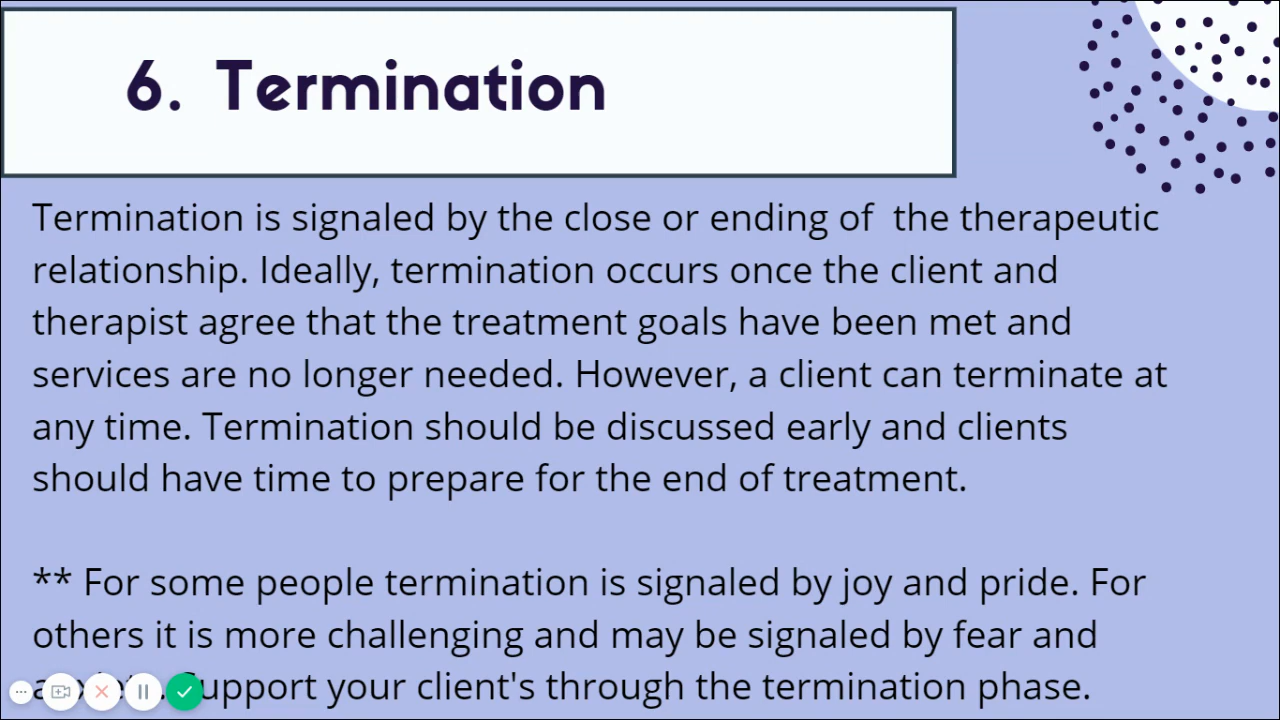 6. Termination
Termination is signaled by the close or ending of the therapeutic
relationship. Ideally, termination occurs once the client and
therapist agree that the treatment goals have been met and
services are no longer needed. However, a client can terminate at
any time. Termination should be discussed early and clients
should have time to prepare for the end of treatment.
** For some people termination is signaled by joy and pride. For
others it is more challenging and may be signaled by fear and
Support your client's through the termination phase.